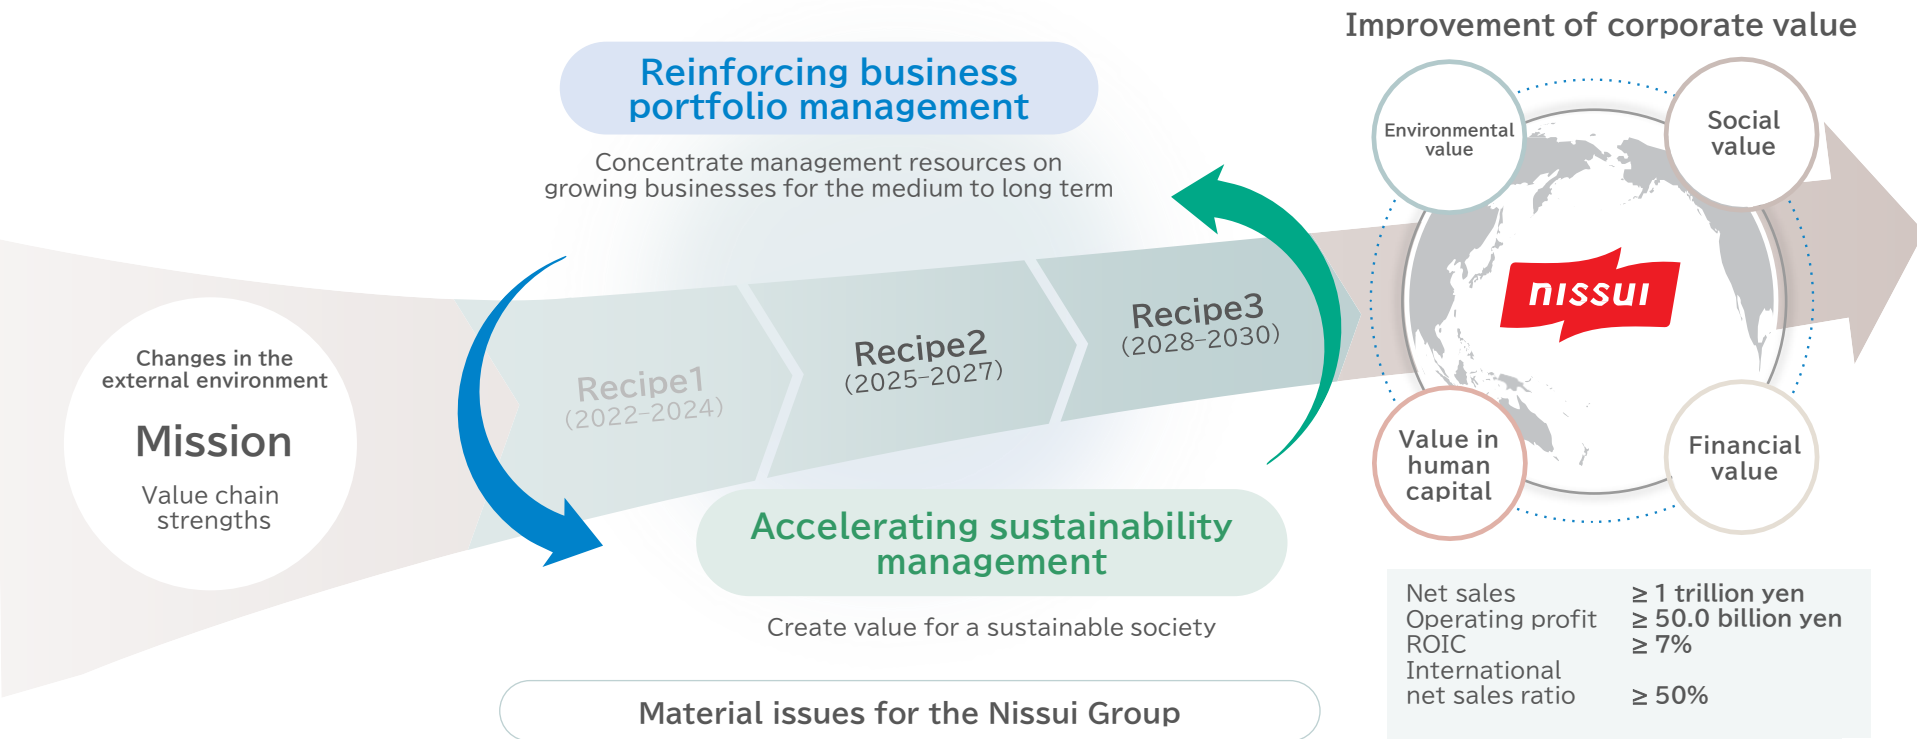 Improvement of corporate value
Reinforcing business
portfolio management
Concentrate management resources on
growing businesses for the medium to long term
Changes in the
external environment
Mission
Value chain
strengths
Recipe1
(2022–2024)
Recipe2
(2025–2027)
Recipe3
(2028–2030)
Environmental
value
Social
value
nissui
Value in
human
capital
Financial
value
Accelerating sustainability
management
Create value for a sustainable society
Material issues for the Nissui Group
Net sales ≥ 1 trillion yen
Operating profit ≥ 50.0 billion yen
ROIC ≥ 7%
International
net sales ratio ≥ 50%